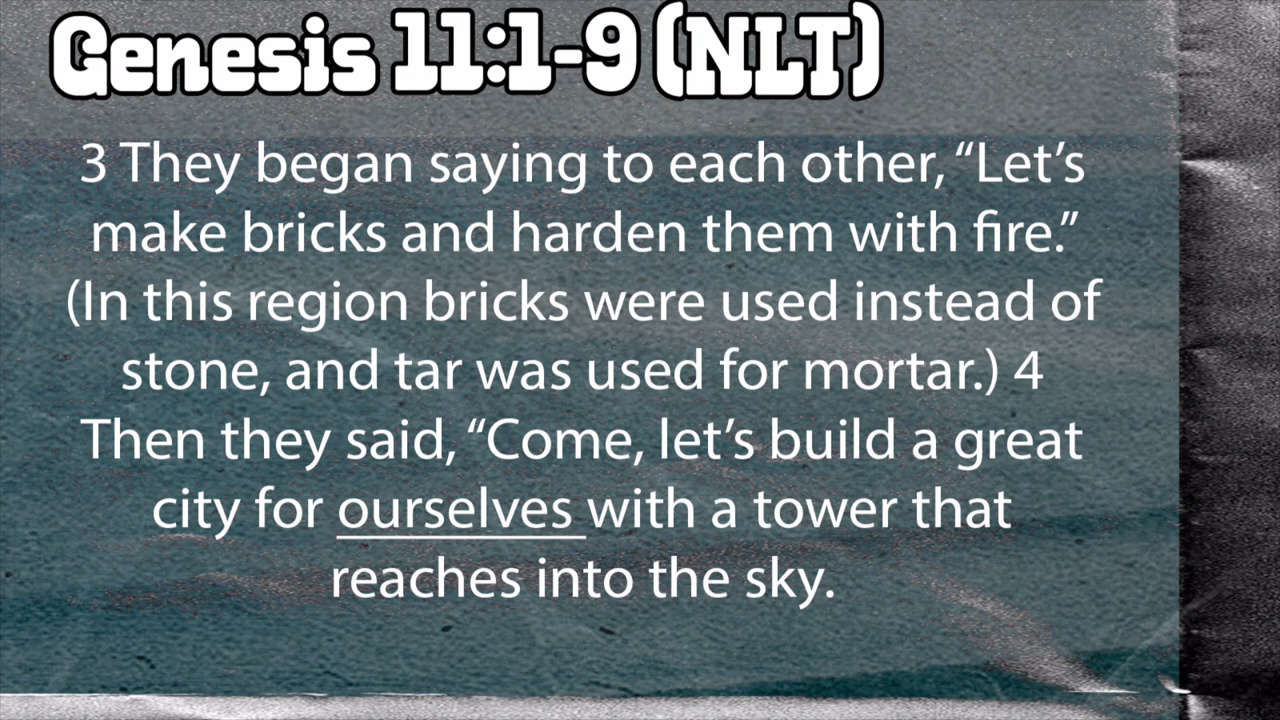 Genesis 11:1-9 (NLT)
3 They began saying to each other, “Let’s
make bricks and harden them with fire.”
(In this region bricks were used instead of
stone, and tar was used for mortar.) 4
Then they said, “Come, let’s build a great
city for ourselves with a tower that
reaches into the sky.